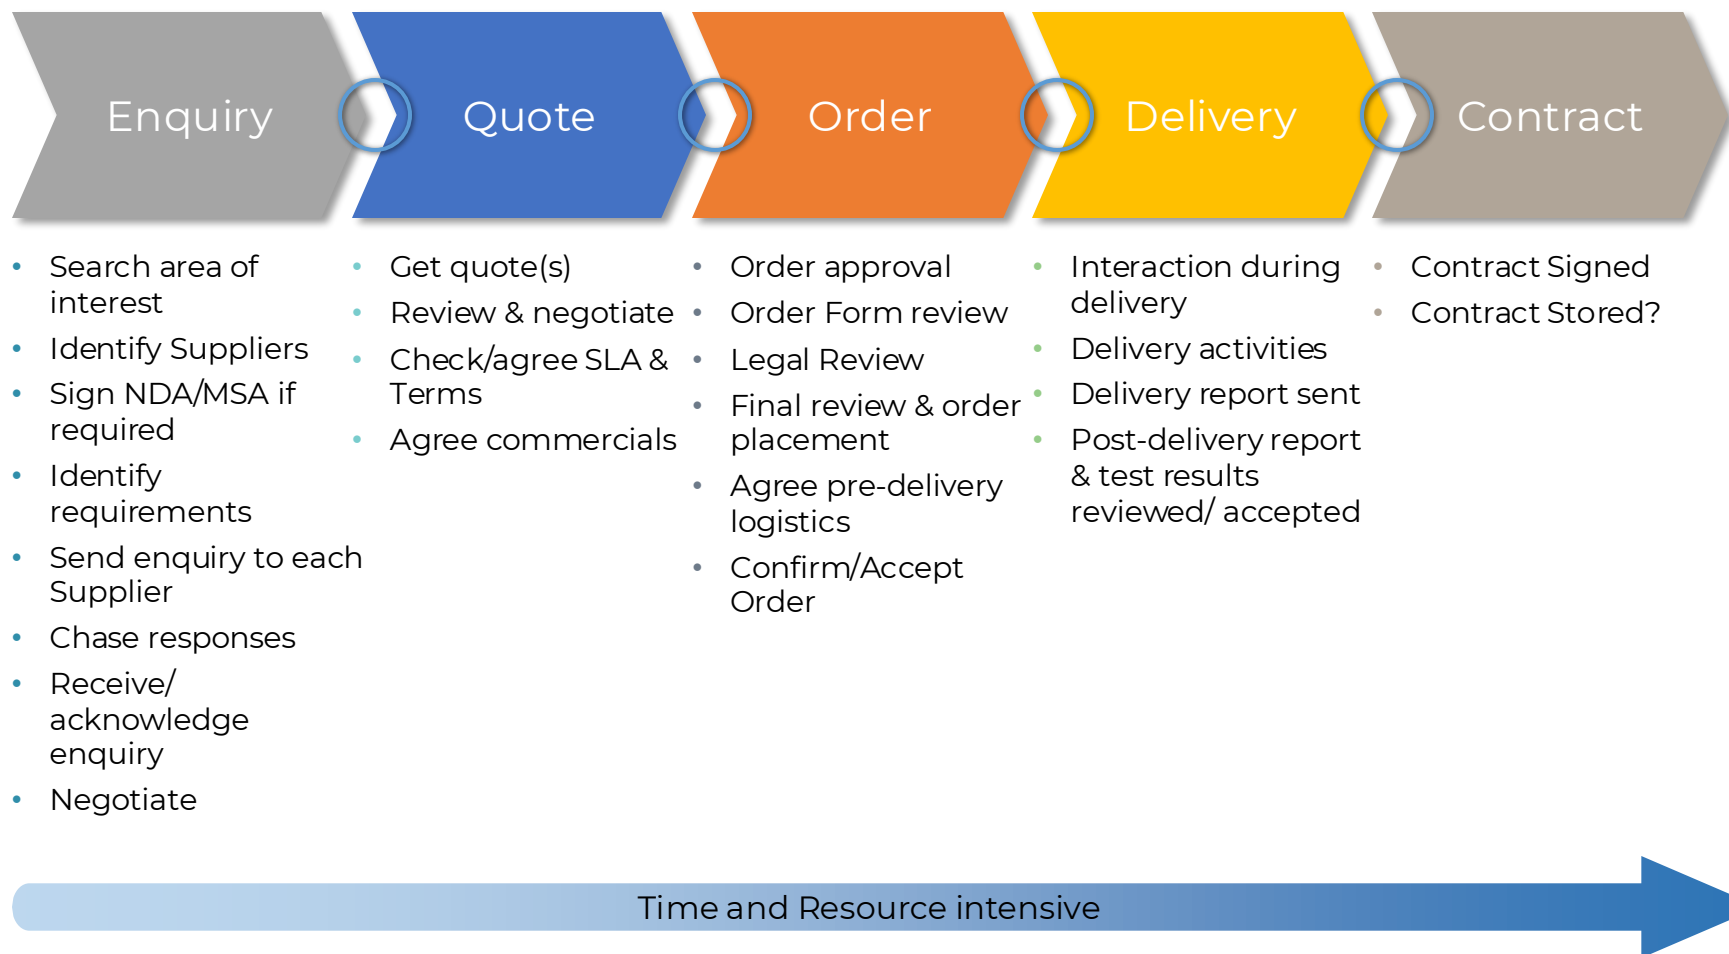 Enquiry
Quote
Order
Delivery
Contract
• Search area of
interest
• Identify Suppliers
• Sign NDA/MSA if
required
• Identify
requirements
• Send enquiry to each
Supplier
• Chase responses
• Receive/
acknowledge
enquiry
• Negotiate
• Get quote(s)
• Review & negotiate
• Check/agree SLA &
Terms
• Agree commercials
• Order approval
• Order Form review
• Legal Review
• Final review & order
placement
• Agree pre-delivery
logistics
• Confirm/Accept
Order
• Interaction during
delivery
• Delivery activities
• Delivery report sent
• Post-delivery report
& test results
reviewed/ accepted
• Contract Signed
• Contract Stored?
Time and Resource intensive